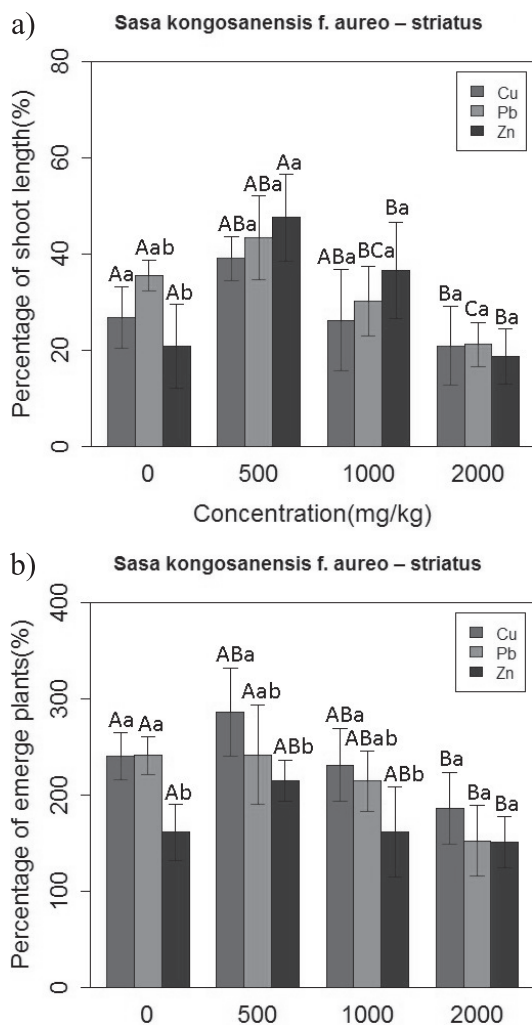 a) Sasa kongosanensis f. aureo – striatus
Percentage of shoot length(%)
80
60
40
20
0
Cu
Pb
Zn
Aa
Aab
Ab
ABa
ABa
Aa
ABa
BCa
Ba
Ba
Ca
Ba
0 500 1000 2000
Concentration(mg/kg)
b) Sasa kongosanensis f. aureo – striatus
Percentage of emerge plants(%)
400
300
200
100
0
Cu
Pb
Zn
Aa
Aa
Ab
ABa
Aab
ABb
ABa
ABab
ABb
Ba
Ba
Ba
0 500 1000 2000